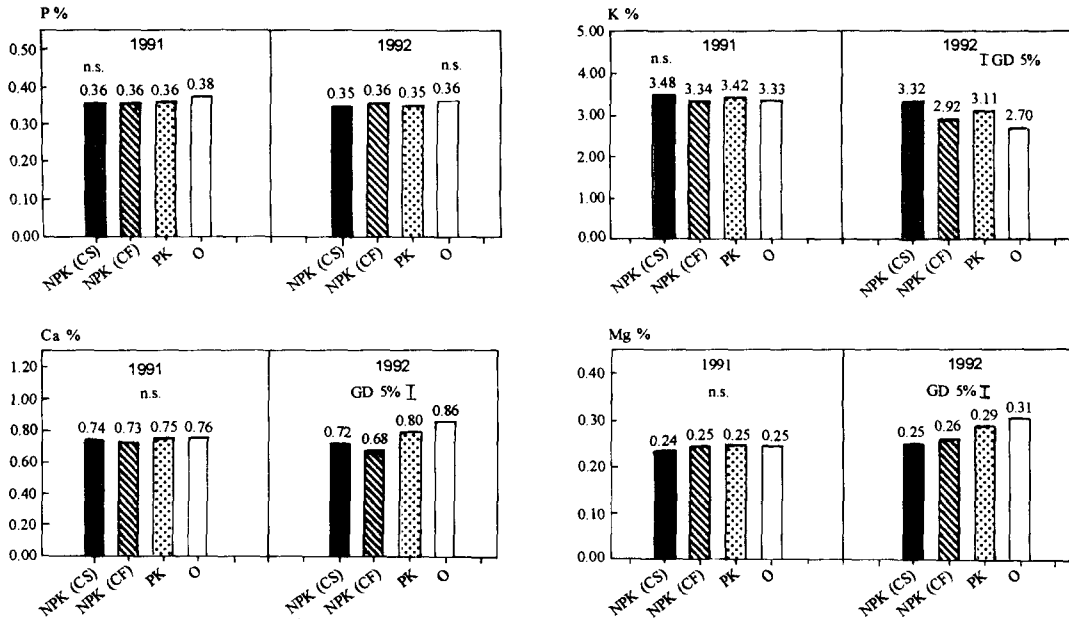 P %
1991
1992
n.s.
n.s.
0.50
0.40
0.30
0.20
0.10
0.00
0.36 0.36 0.36 0.38
0.35 0.36 0.35 0.36
NPK (CS) NPK (CF) PK O
NPK (CS) NPK (CF) PK O
K %
5.00
4.00
3.00
2.00
1.00
0.00
1991
1992
n.s.
GD 5%
3.48 3.34 3.42 3.33
3.32 2.92 3.11 2.70
NPK (CS) NPK (CF) PK O
NPK (CS) NPK (CF) PK O
Ca %
1.20
1.00
0.80
0.60
0.40
0.20
0.00
1991
1992
n.s.
GD 5%
0.74 0.73 0.75 0.76
0.72 0.68 0.80 0.86
NPK (CS) NPK (CF) PK O
NPK (CS) NPK (CF) PK O
Mg %
0.40
0.30
0.20
0.10
0.00
1991
1992
n.s.
GD 5%
0.24 0.25 0.25 0.25
0.25 0.26 0.29 0.31
NPK (CS) NPK (CF) PK O
NPK (CS) NPK (CF) PK O